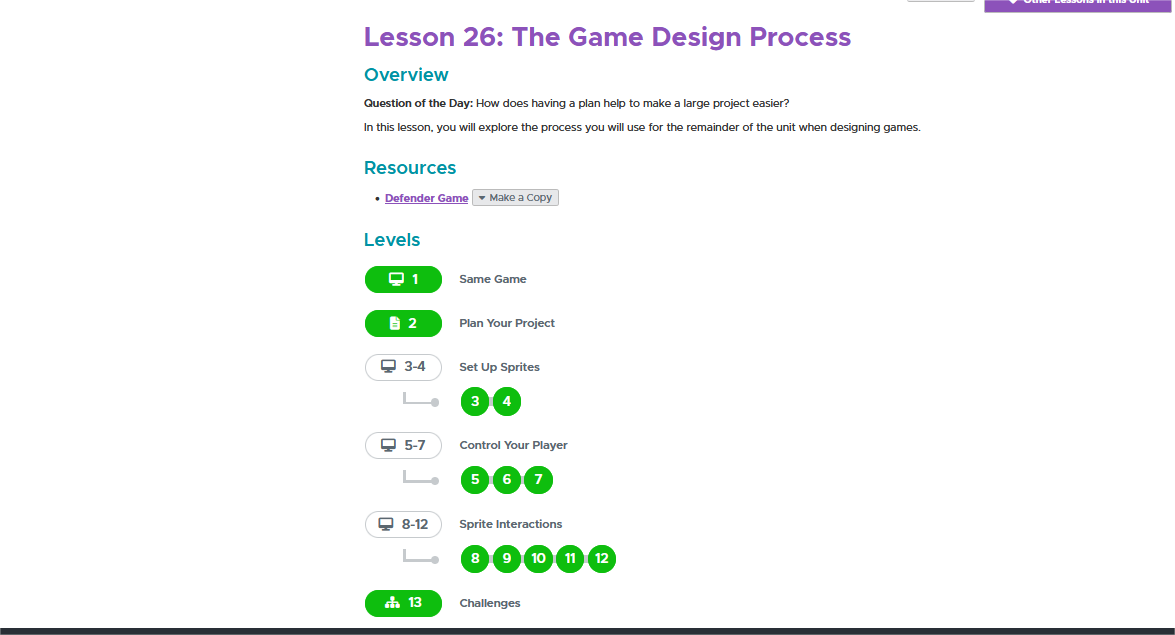 Other Lessons in this Unit
Lesson 26: The Game Design Process
Overview
Question of the Day: How does having a plan help to make a large project easier?
In this lesson, you will explore the process you will use for the remainder of the unit when designing games.
Resources
• Defender Game Make a Copy
Levels
1 Same Game
2 Plan Your Project
3-4 Set Up Sprites
3 4
5-7 Control Your Player
5 6 7
8-12 Sprite Interactions
8 9 10 11 12
13 Challenges